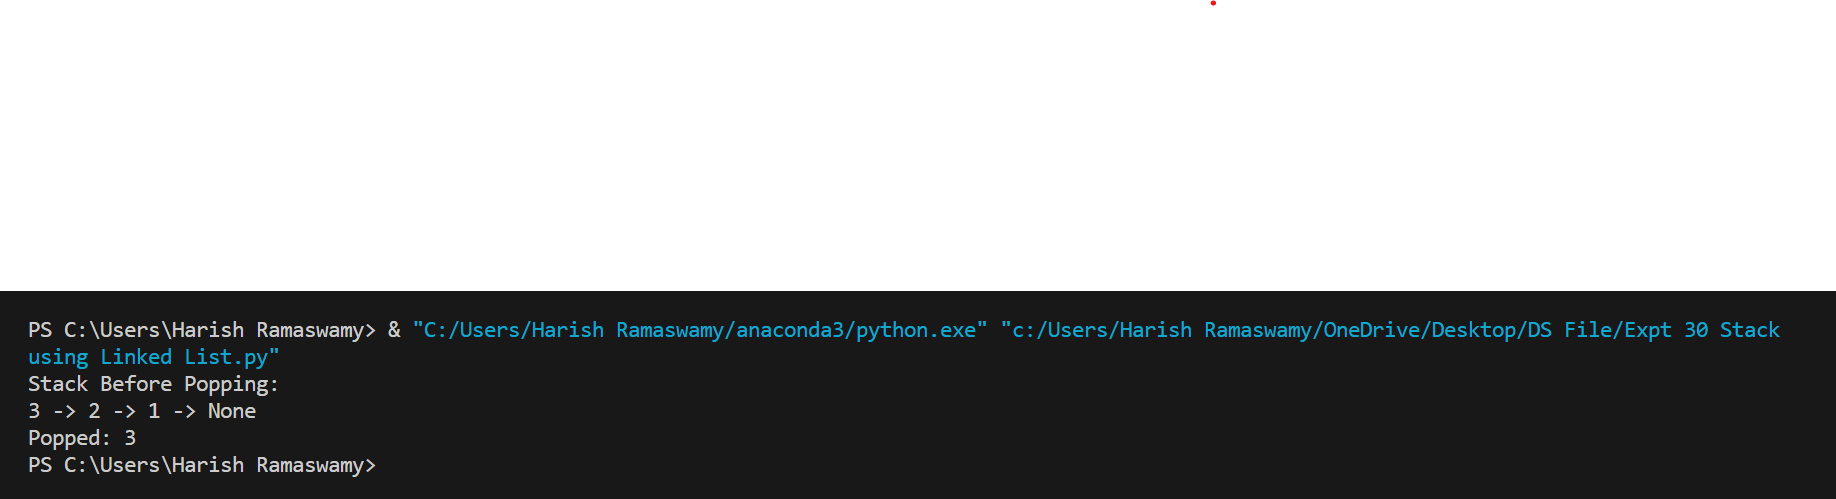 PS C:\Users\Harish Ramaswamy> & "C:/Users/Harish Ramaswamy/anaconda3/python.exe" "c:/Users/Harish Ramaswamy/OneDrive/Desktop/DS File/Expt 30 Stack
using Linked List.py"
Stack Before Popping:
3 -> 2 -> 1 -> None
Popped: 3
PS C:\Users\Harish Ramaswamy>